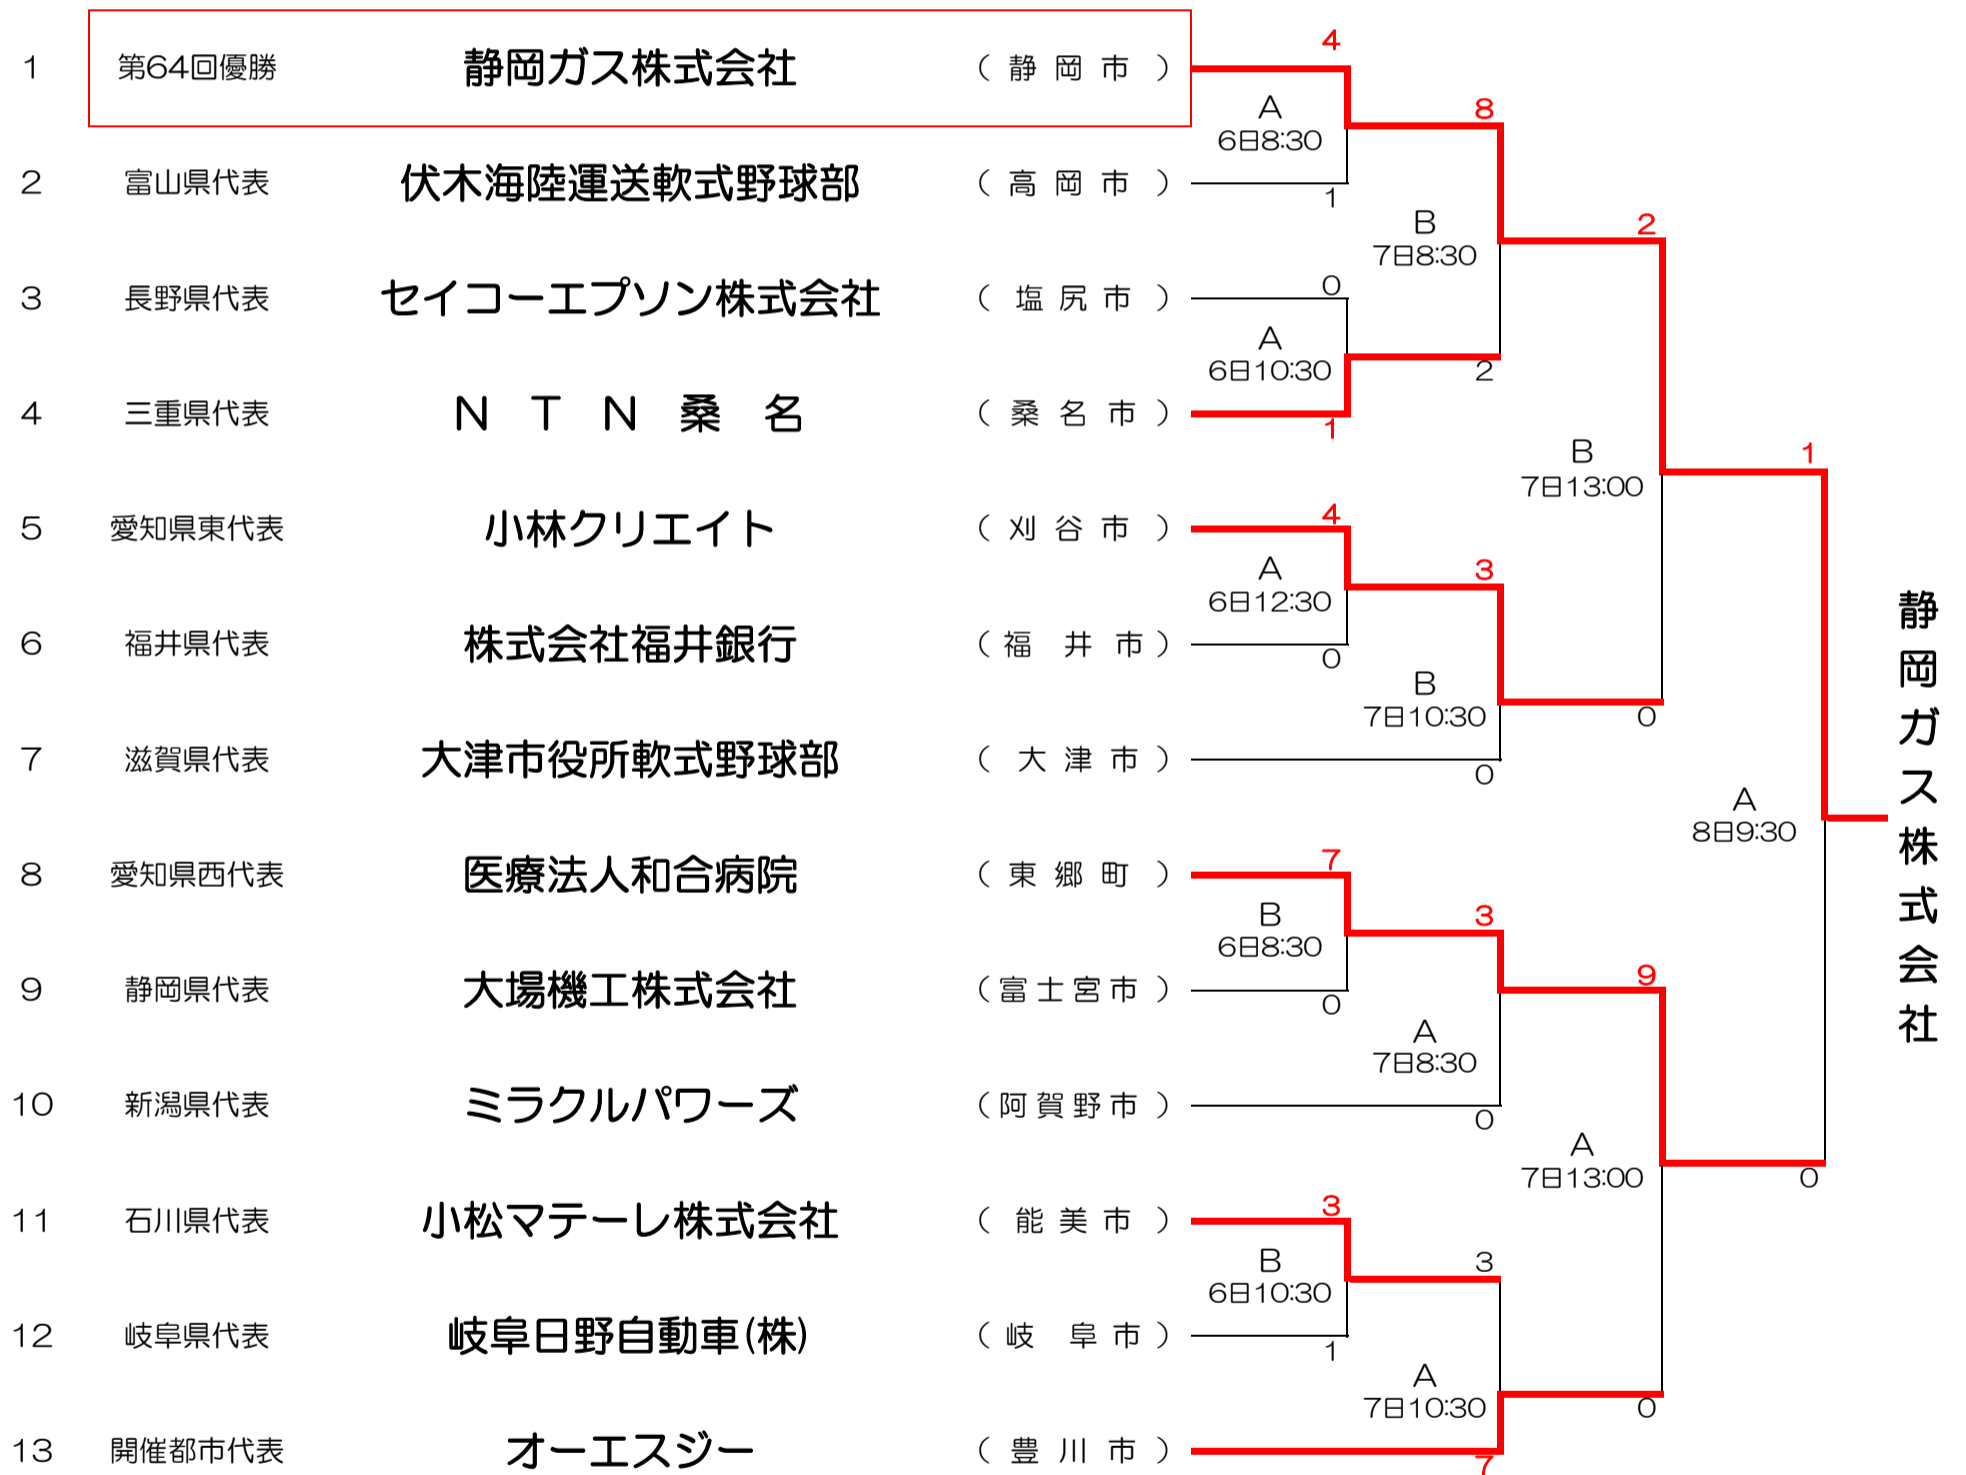 1 第64回優勝 静岡ガス株式会社 （ 静 岡 市 ） 4
A
6日8:30
8
2 富山県代表 伏木海陸運送軟式野球部 （ 高 岡 市 ） 1
B
7日8:30
2
3 長野県代表 セイコーエプソン株式会社 （ 塩 尻 市 ） 0
A
6日10:30
2
4 三重県代表 N T N 桑 名 （ 桑 名 市 ） 1
B
7日13:00
1
5 愛知県東代表 小林クリエイト （ 刈 谷 市 ） 4
A
6日12:30
3
6 福井県代表 株式会社福井銀行 （ 福 井 市 ） 0
B
7日10:30
0
7 滋賀県代表 大津市役所軟式野球部 （ 大 津 市 ） 0
A
8日9:30
静岡ガス株式会社
8 愛知県西代表 医療法人和合病院 （ 東 郷 町 ） 7
B
6日8:30
3
9 静岡県代表 大場機工株式会社 （ 富 士 宮 市 ） 0
9
A
7日8:30
10 新潟県代表 ミラクルパワーズ （ 阿 賀 野 市 ） 0
A
7日13:00
0
11 石川県代表 小松マテーレ株式会社 （ 能 美 市 ） 3
B
6日10:30
3
12 岐阜県代表 岐阜日野自動車(株) （ 岐 阜 市 ） 1
A
7日10:30
0
13 開催都市代表 オーエスジー （ 豊 川 市 ） 7